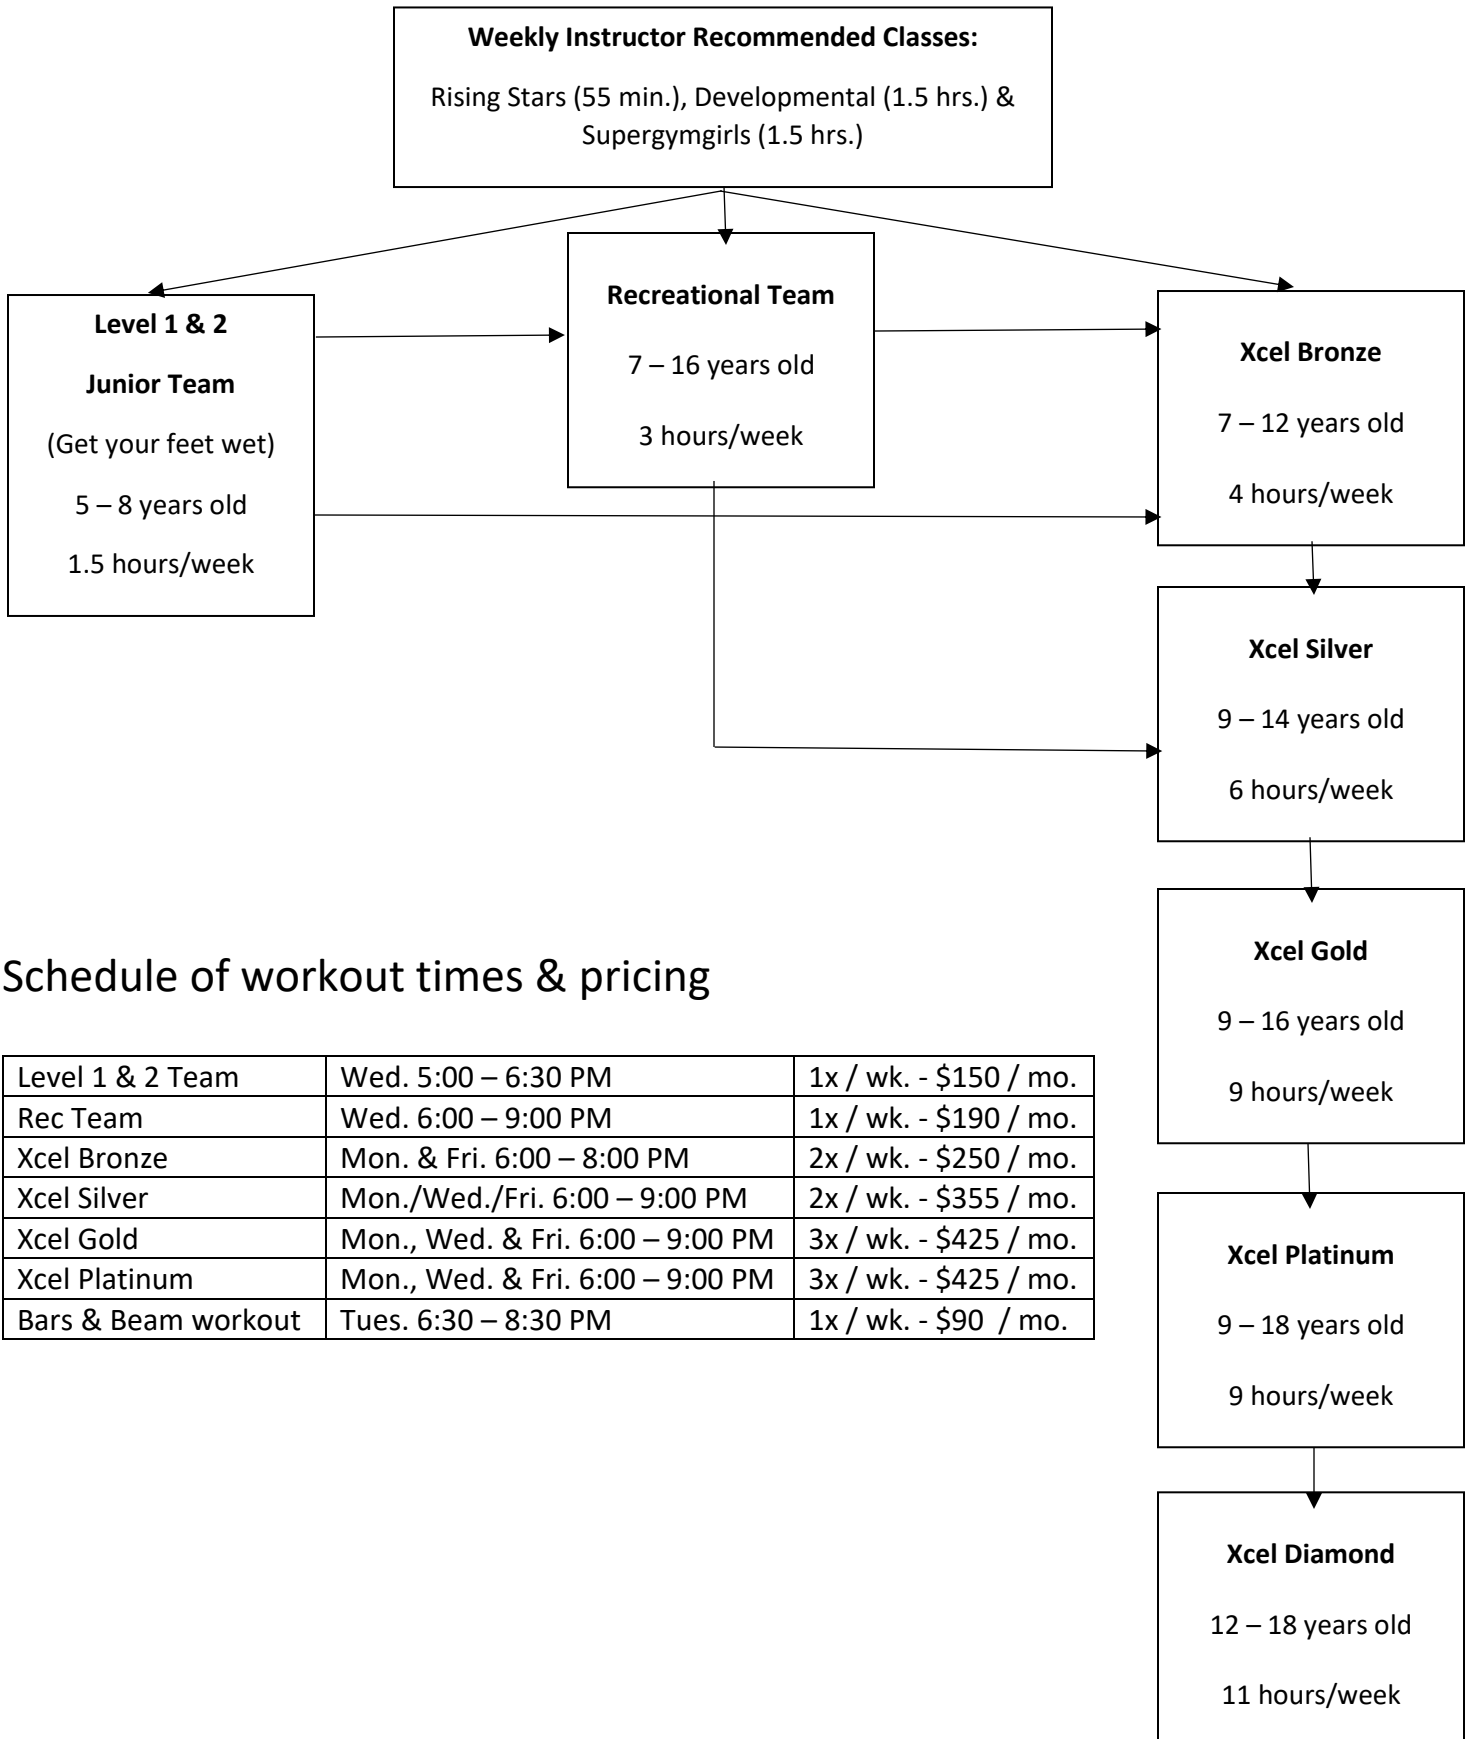 Weekly Instructor Recommended Classes:
Rising Stars (55 min.), Developmental (1.5 hrs.) &
Supergymgirls (1.5 hrs.)
Level 1 & 2
Junior Team
(Get your feet wet)
5 – 8 years old
1.5 hours/week
Recreational Team
7 – 16 years old
3 hours/week
Xcel Bronze
7 – 12 years old
4 hours/week
Xcel Silver
9 – 14 years old
6 hours/week
Xcel Gold
9 – 16 years old
9 hours/week
Xcel Platinum
9 – 18 years old
9 hours/week
Xcel Diamond
12 – 18 years old
11 hours/week
Schedule of workout times & pricing
Level 1 & 2 Team Wed. 5:00 – 6:30 PM 1x / wk. - $150 / mo.
Rec Team Wed. 6:00 – 9:00 PM 1x / wk. - $190 / mo.
Xcel Bronze Mon. & Fri. 6:00 – 8:00 PM 2x / wk. - $250 / mo.
Xcel Silver Mon./Wed./Fri. 6:00 – 9:00 PM 2x / wk. - $355 / mo.
Xcel Gold Mon., Wed. & Fri. 6:00 – 9:00 PM 3x / wk. - $425 / mo.
Xcel Platinum Mon., Wed. & Fri. 6:00 – 9:00 PM 3x / wk. - $425 / mo.
Bars & Beam workout Tues. 6:30 – 8:30 PM 1x / wk. - $90 / mo.